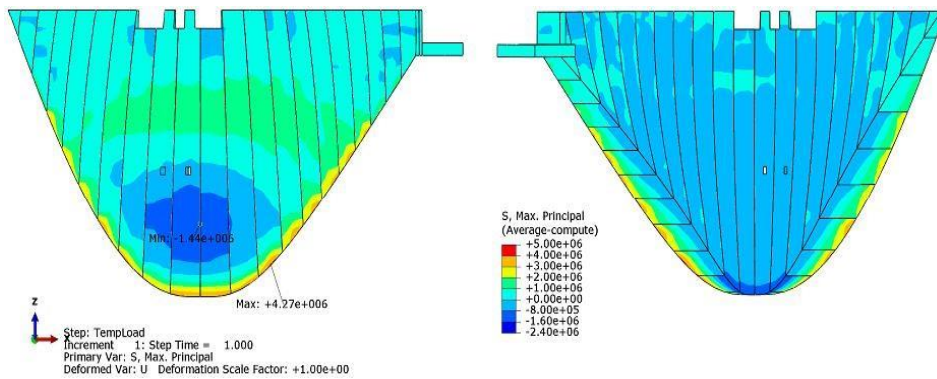 Min: -1.44e+006
Max: +4.27e+006
Z
X
Step: TempLoad
Increment 1: Step Time = 1.000
Primary Var: S, Max. Principal
Deformed Var: U Deformation Scale Factor: +1.00e+00
S, Max. Principal
(Average-compute)
+5.00e+06
+4.00e+06
+3.00e+06
+2.00e+06
+1.00e+06
+0.00e+00
-8.00e+05
-1.60e+06
-2.40e+06